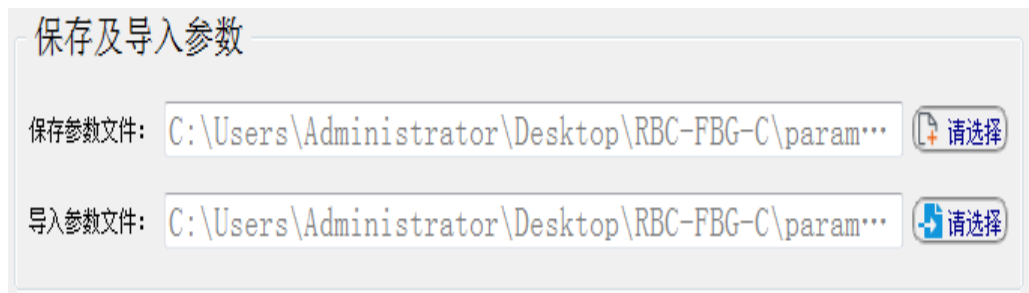 保存及导入参数
保存参数文件： C:\Users\Administrator\Desktop\RBC-FBG-C\param… 请选择
导入参数文件： C:\Users\Administrator\Desktop\RBC-FBG-C\param… 请选择